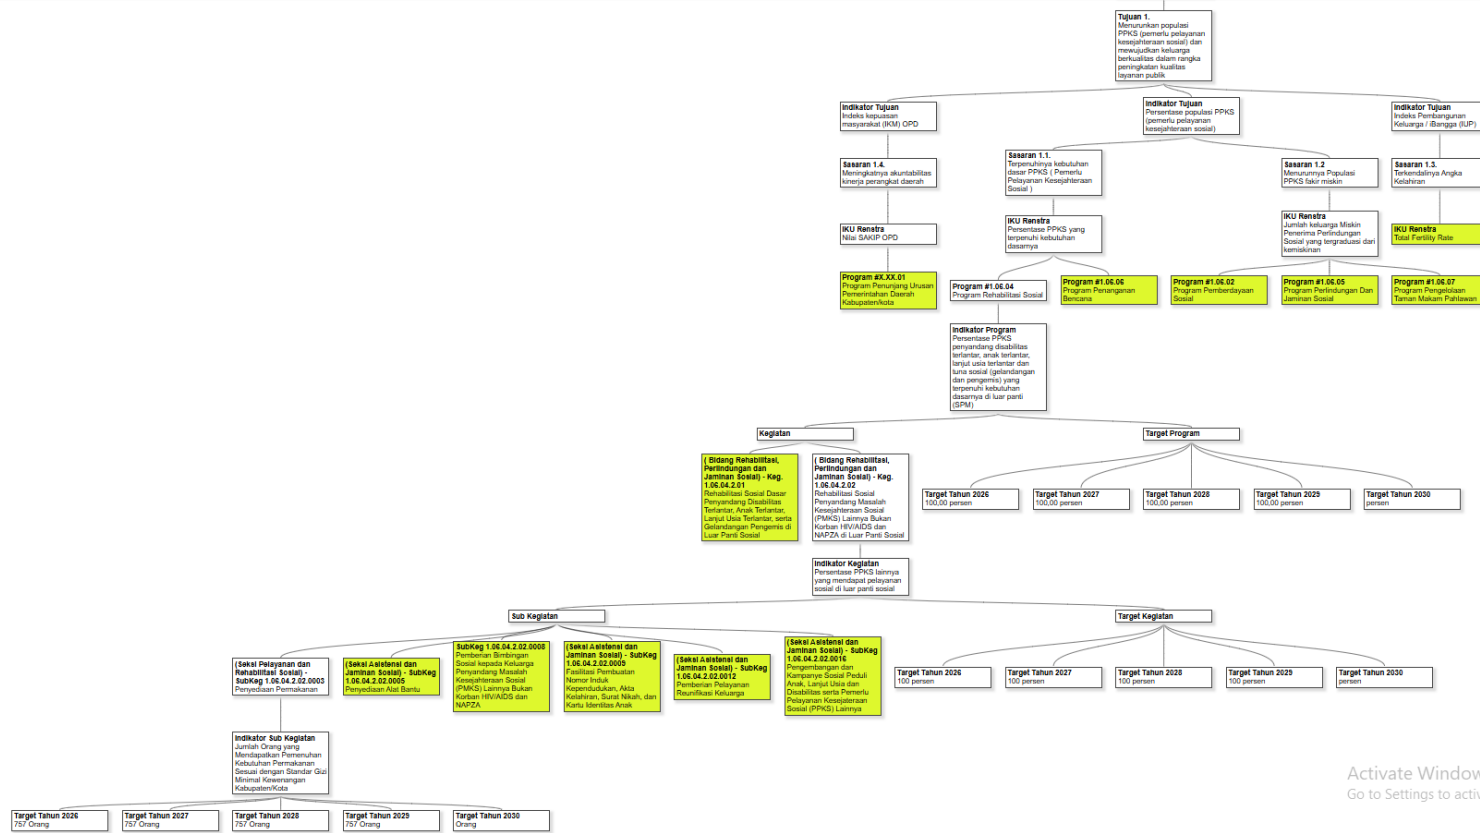 Tujuan 1.
Menurunkan populasi
PPKS (pemerlu pelayanan
kesejahteraan sosial) dan
mewujudkan keluarga
berkualitas dalam rangka
peningkatan kualitas
layanan publik
Indikator Tujuan
Indeks kepuasan
masyarakat (IKM) OPD
Indikator Tujuan
Persentase populasi PPKS
(pemerlu pelayanan
kesejahteraan sosial)
Indikator Tujuan
Indeks Pembangunan
Keluarga / iBangga (IUP)
Sasaran 1.4.
Meningkatnya akuntabilitas
kinerja perangkat daerah
Sasaran 1.1.
Terpenuhinya kebutuhan
dasar PPKS ( Pemerlu
Pelayanan Kesejahteraan
Sosial )
Sasaran 1.2
Menurunnya Populasi
PPKS fakir miskin
Sasaran 1.3.
Terkendalinya Angka
Kelahiran
IKU Renstra
Nilai SAKIP OPD
IKU Renstra
Persentase PPKS yang
terpenuhi kebutuhan
dasarnya
IKU Renstra
Jumlah keluarga Miskin
Penerima Perlindungan
Sosial yang tergraduasi dari
kemiskinan
IKU Renstra
Total Fertility Rate
Program #X.XX.01
Program Penunjang Urusan
Pemerintahan Daerah
Kabupaten/kota
Program #1.06.04
Program Rehabilitasi Sosial
Program #1.06.06
Program Penanganan
Bencana
Program #1.06.02
Program Pemberdayaan
Sosial
Program #1.06.05
Program Perlindungan Dan
Jaminan Sosial
Program #1.06.07
Program Pengelolaan
Taman Makam Pahlawan
Indikator Program
Persentase PPKS
penyandang disabilitas
terlantar, anak terlantar,
lanjut usia terlantar dan
tuna sosial (gelandangan
dan pengemis) yang
terpenuhi kebutuhan
dasarnya di luar panti
(SPM)
Kegiatan
Target Program
( Bidang Rehabilitasi,
Perlindungan dan
Jaminan Sosial) - Keg.
1.06.04.2.01
Rehabilitasi Sosial Dasar
Penyandang Disabilitas
Terlantar, Anak Terlantar,
Lanjut Usia Terlantar, serta
Gelandangan Pengemis di
Luar Panti Sosial
( Bidang Rehabilitasi,
Perlindungan dan
Jaminan Sosial) - Keg.
1.06.04.2.02
Rehabilitasi Sosial
Penyandang Masalah
Kesejahteraan Sosial
(PMKS) Lainnya Bukan
Korban HIV/AIDS dan
NAPZA di Luar Panti Sosial
Target Tahun 2026
100,00 persen
Target Tahun 2027
100,00 persen
Target Tahun 2028
100,00 persen
Target Tahun 2029
100,00 persen
Target Tahun 2030
persen
Indikator Kegiatan
Persentase PPKS lainnya
yang mendapat pelayanan
sosial di luar panti sosial
Sub Kegiatan
Target Kegiatan
(Seksi Pelayanan dan
Rehabilitasi Sosial) -
SubKeg 1.06.04.2.02.0003
Penyediaan Permakanan
(Seksi Asistensi dan
Jaminan Sosial) - SubKeg
1.06.04.2.02.0005
Penyediaan Alat Bantu
SubKeg 1.06.04.2.02.0008
Pemberian Bimbingan
Sosial kepada Keluarga
Penyandang Masalah
Kesejahteraan Sosial
(PMKS) Lainnya Bukan
Korban HIV/AIDS dan
NAPZA
(Seksi Asistensi dan
Jaminan Sosial) - SubKeg
1.06.04.2.02.0009
Fasilitasi Pembuatan
Nomor Induk
Kependudukan, Akta
Kelahiran, Surat Nikah, dan
Kartu Identitas Anak
(Seksi Asistensi dan
Jaminan Sosial) - SubKeg
1.06.04.2.02.0012
Pemberian Pelayanan
Reunifikasi Keluarga
(Seksi Asistensi dan
Jaminan Sosial) - SubKeg
1.06.04.2.02.0016
Pengembangan dan
Kampanye Sosial Peduli
Anak, Lanjut Usia dan
Disabilitas serta Pemerlu
Pelayanan Kesejateraan
Sosial (PPKS) Lainnya
Target Tahun 2026
100 persen
Target Tahun 2027
100 persen
Target Tahun 2028
100 persen
Target Tahun 2029
100 persen
Target Tahun 2030
persen
Indikator Sub Kegiatan
Jumlah Orang yang
Mendapatkan Pemenuhan
Kebutuhan Permakanan
Sesuai dengan Standar Gizi
Minimal Kewenangan
Kabupaten/Kota
Target Tahun 2026
757 Orang
Target Tahun 2027
757 Orang
Target Tahun 2028
757 Orang
Target Tahun 2029
757 Orang
Target Tahun 2030
Orang
Activate Window
Go to Settings to activ